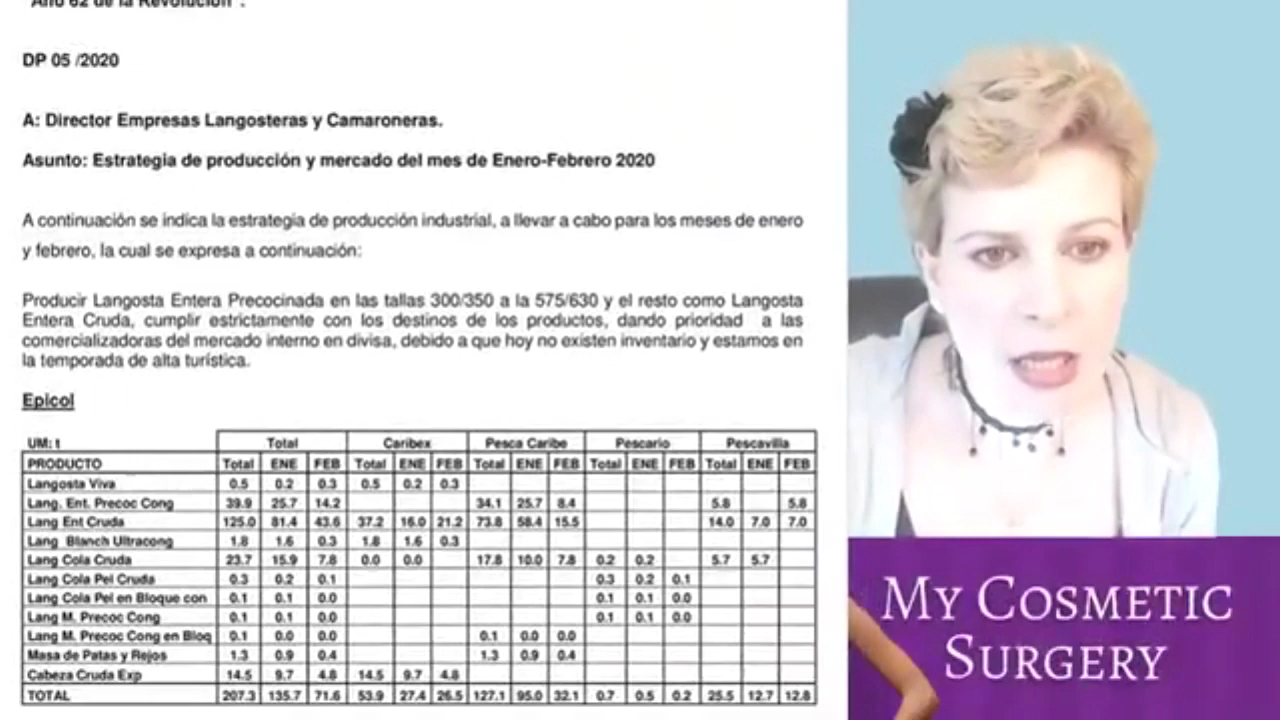 "Año 62 de la Revolución".
DP 05 /2020
A: Director Empresas Langosteras y Camaroneras.
Asunto: Estrategia de producción y mercado del mes de Enero-Febrero 2020
A continuación se indica la estrategia de producción industrial, a llevar a cabo para los meses de enero
y febrero, la cual se expresa a continuación:
Producir Langosta Entera Precocinada en las tallas 300/350 a la 575/630 y el resto como Langosta
Entera Cruda, cumplir estrictamente con los destinos de los productos, dando prioridad a las
comercializadoras del mercado interno en divisa, debido a que hoy no existen inventario y estamos en
la temporada de alta turística.
Epicol
UM: t Total Caribex Pesca Caribe Pescario Pescavilla
PRODUCTO Total ENE FEB Total ENE FEB Total ENE FEB Total ENE FEB Total ENE FEB
Langosta Viva 0.5 0.2 0.3 0.5 0.2 0.3
Lang. Ent. Precoc Cong 39.9 25.7 14.2 34.1 25.7 8.4 5.8 5.8
Lang Ent Cruda 125.0 81.4 43.6 37.2 16.0 21.2 73.8 58.4 15.5 14.0 7.0 7.0
Lang Blanch Ultracong 1.8 1.6 0.3 1.8 1.6 0.3
Lang Cola Cruda 23.7 15.9 7.8 0.0 0.0 17.8 10.0 7.8 0.2 0.2 5.7 5.7
Lang Cola Pel Cruda 0.3 0.2 0.1 0.3 0.2 0.1
Lang Cola Pel en Bloque con 0.1 0.1 0.0 0.1 0.1 0.0
Lang M. Precoc Cong 0.1 0.1 0.0 0.1 0.1 0.0
Lang M. Precoc Cong en Bloq 0.1 0.0 0.0 0.1 0.0 0.0
Masa de Patas y Rejos 1.3 0.9 0.4 1.3 0.9 0.4
Cabeza Cruda Exp 14.5 9.7 4.8 14.5 9.7 4.8
TOTAL 207.3 135.7 71.6 53.9 27.4 26.5 127.1 95.0 32.1 0.7 0.5 0.2 25.5 12.7 12.8
My Cosmetic
Surgery